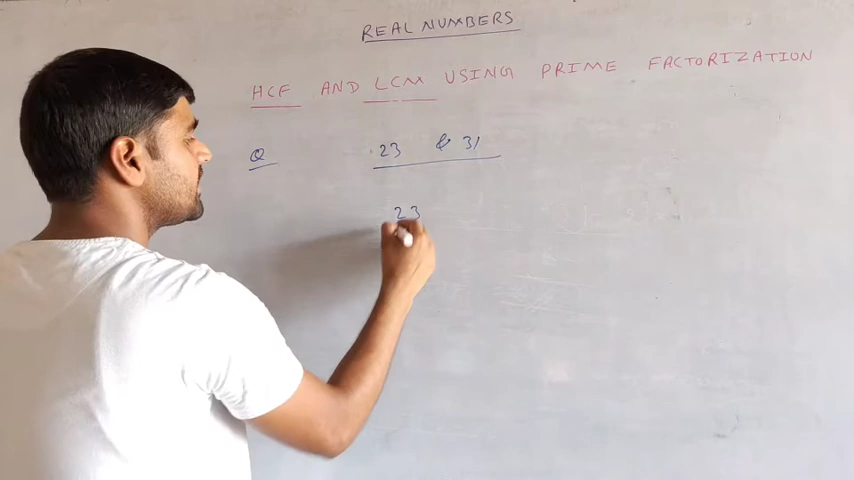 REAL NUMBERS
HCF AND LCM USING PRIME FACTORIZATION
Q 23 & 31
23